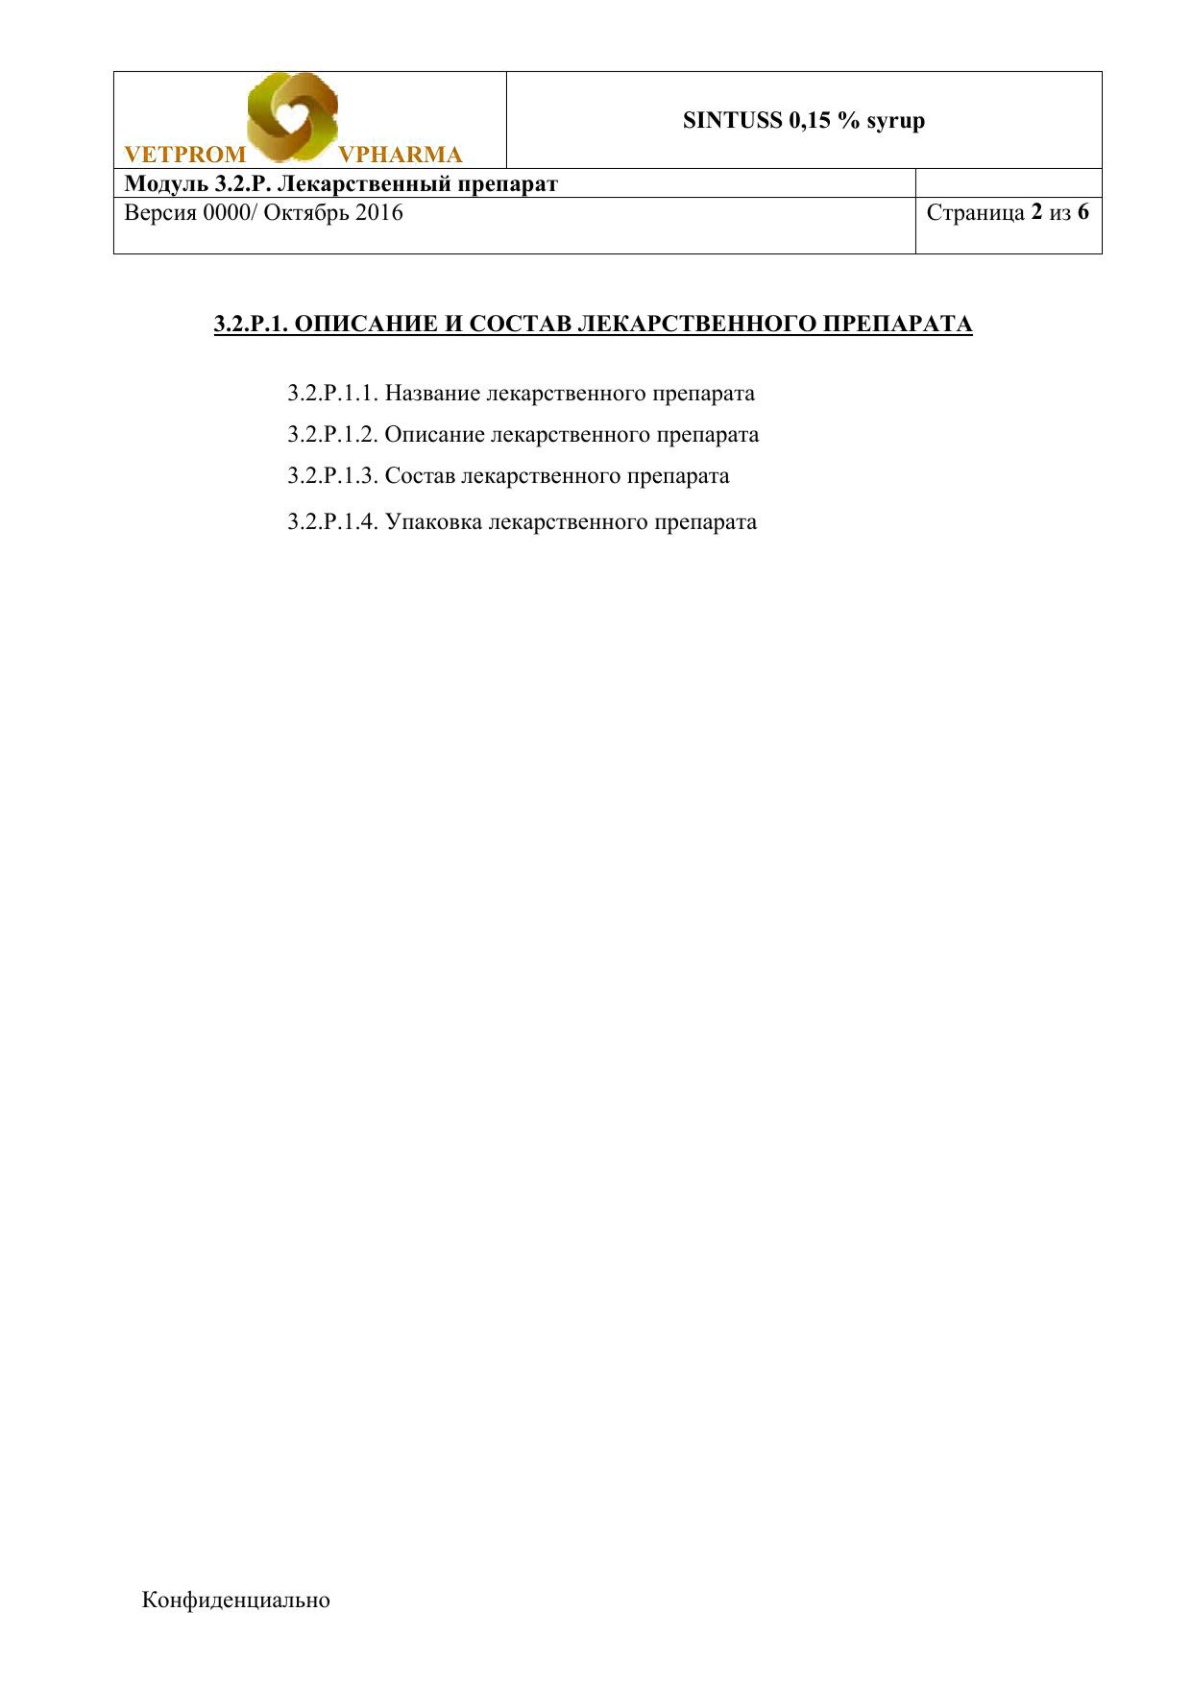 VETPROM VPHARMA
SINTUSS 0,15 % syrup
Модуль 3.2.Р. Лекарственный препарат
Версия 0000/ Октябрь 2016
Страница 2 из 6
3.2.Р.1. ОПИСАНИЕ И СОСТАВ ЛЕКАРСТВЕННОГО ПРЕПАРАТА
3.2.Р.1.1. Название лекарственного препарата
3.2.Р.1.2. Описание лекарственного препарата
3.2.Р.1.3. Состав лекарственного препарата
3.2.Р.1.4. Упаковка лекарственного препарата
Конфиденциально